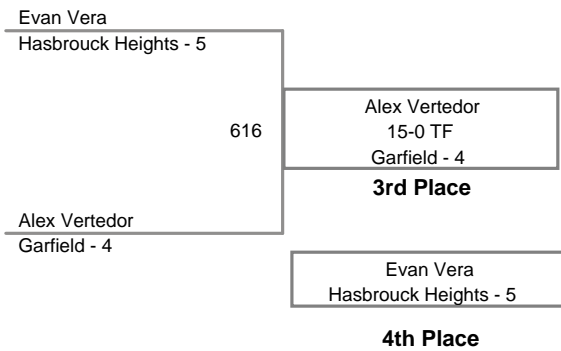 Evan Vera
Hasbrouck Heights - 5
616
Alex Vertedor
15-0 TF
Garfield - 4
3rd Place
Alex Vertedor
Garfield - 4
Evan Vera
Hasbrouck Heights - 5
4th Place